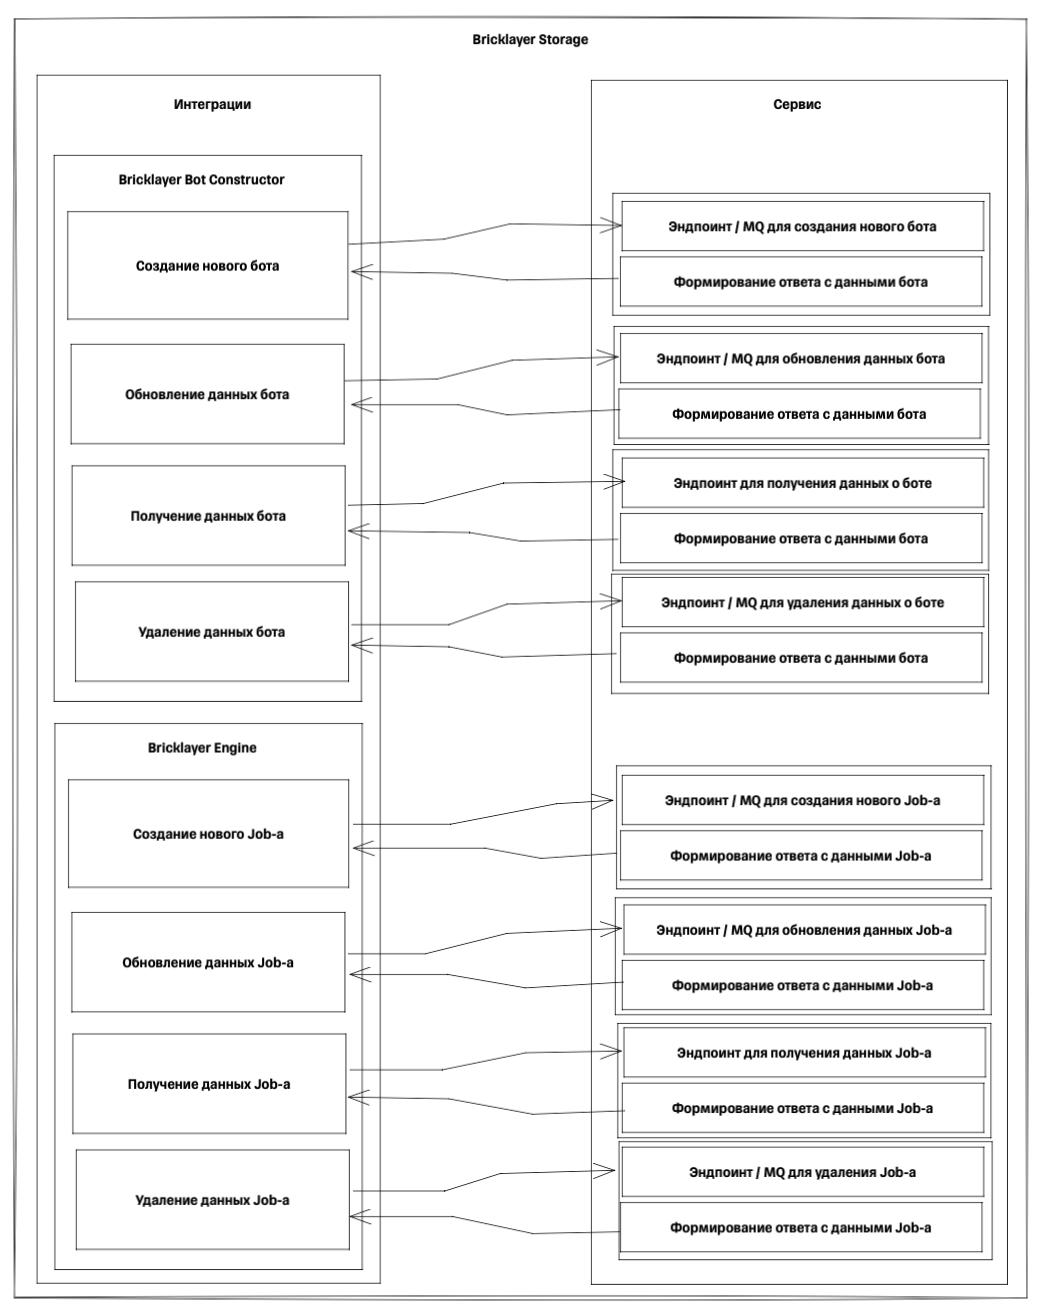 Bricklayer Storage
Интеграции
Сервис
Bricklayer Bot Constructor
Создание нового бота
Эндпоинт / MQ для создания нового бота
Формирование ответа с данными бота
Обновление данных бота
Эндпоинт / MQ для обновления данных бота
Формирование ответа с данными бота
Получение данных бота
Эндпоинт для получения данных о боте
Формирование ответа с данными бота
Удаление данных бота
Эндпоинт / MQ для удаления данных о боте
Формирование ответа с данными бота
Bricklayer Engine
Создание нового Job-а
Эндпоинт / MQ для создания нового Job-а
Формирование ответа с данными Job-а
Обновление данных Job-а
Эндпоинт / MQ для обновления данных Job-а
Формирование ответа с данными Job-а
Получение данных Job-а
Эндпоинт для получения данных Job-а
Формирование ответа с данными Job-а
Удаление данных Job-а
Эндпоинт / MQ для удаления Job-а
Формирование ответа с данными Job-а